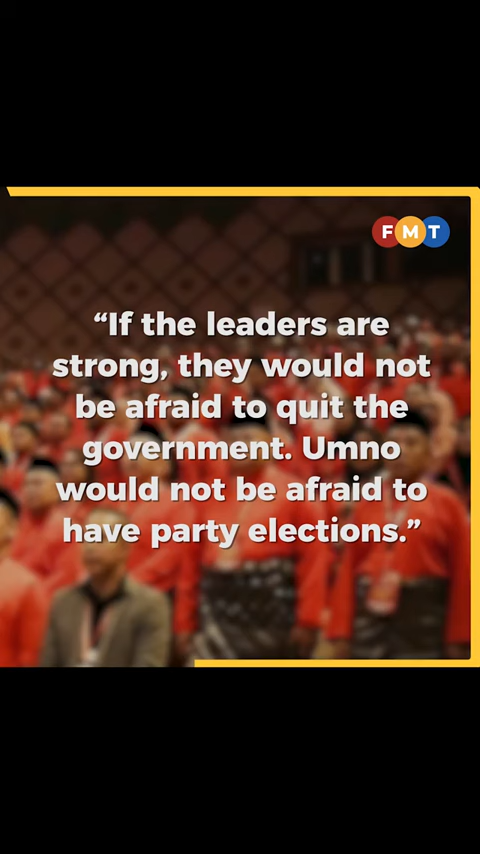 FMT
“If the leaders are
strong, they would not
be afraid to quit the
government. Umno
would not be afraid to
have party elections.”